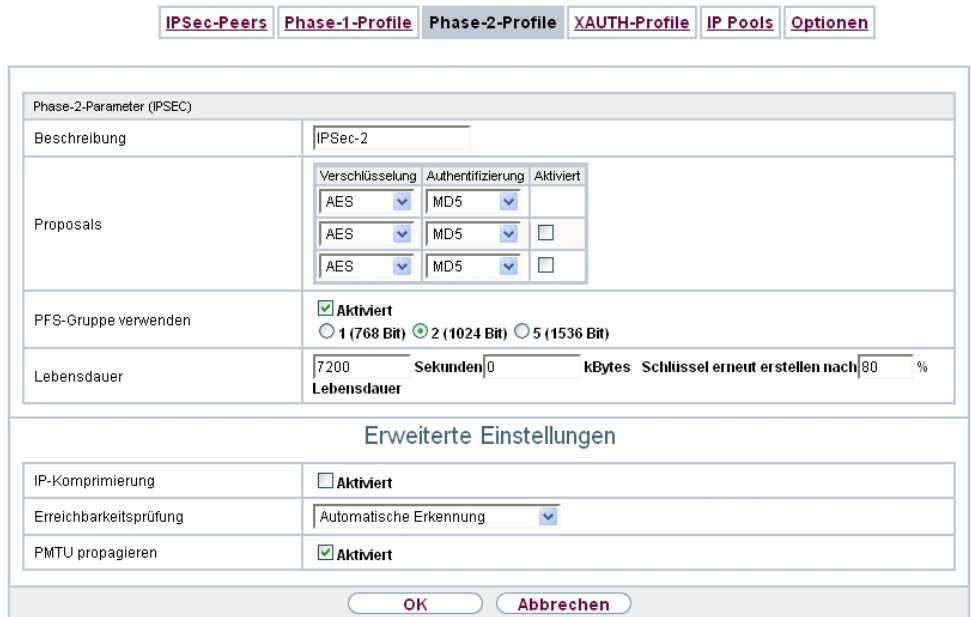 IPSec-Peers Phase-1-Profile Phase-2-Profile XAUTH-Profile IP Pools Optionen
Phase-2-Parameter (IPSEC)
Beschreibung IPSec-2
Verschlüsselung Authentifizierung Aktiviert
AES MD5
Proposals AES MD5
AES MD5
PFS-Gruppe verwenden Aktiviert
1 (768 Bit) 2 (1024 Bit) 5 (1536 Bit)
Lebensdauer 7200 Sekunden 0 kBytes Schlüssel erneut erstellen nach 80 %
Lebensdauer
Erweiterte Einstellungen
IP-Komprimierung Aktiviert
Erreichbarkeitsprüfung Automatische Erkennung
PMTU propagieren Aktiviert
OK Abbrechen